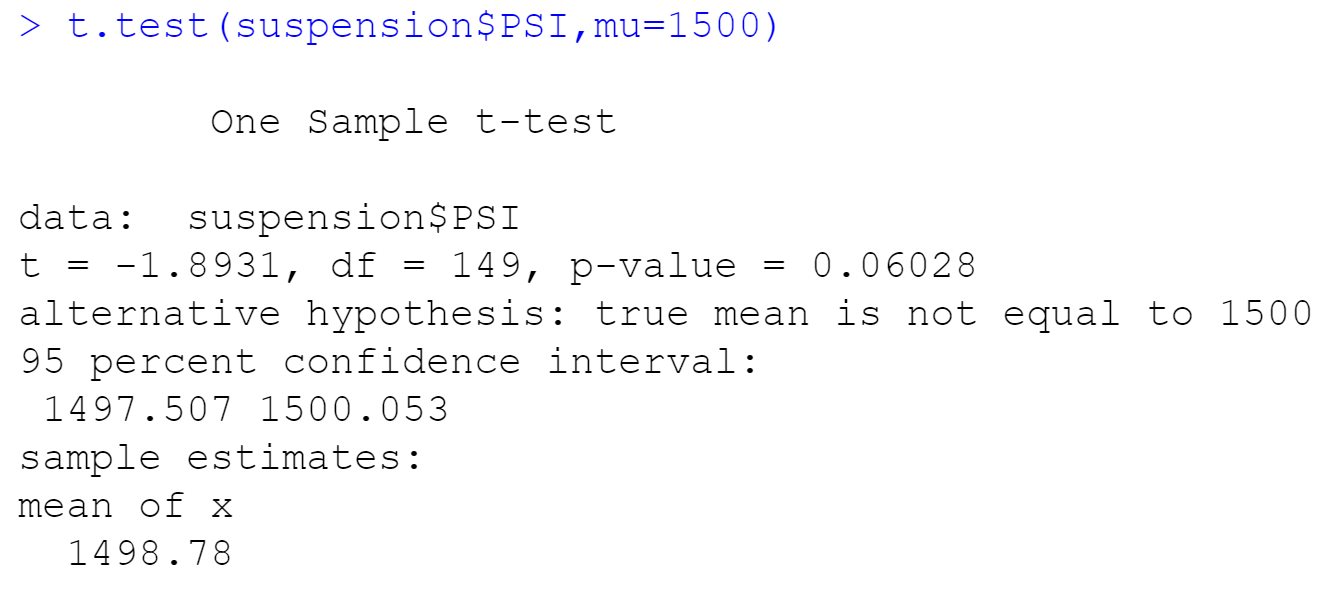 > t.test(suspension$PSI,mu=1500)
One Sample t-test
data:  suspension$PSI
t = -1.8931, df = 149, p-value = 0.06028
alternative hypothesis: true mean is not equal to 1500
95 percent confidence interval:
1497.507 1500.053
sample estimates:
mean of x
1498.78